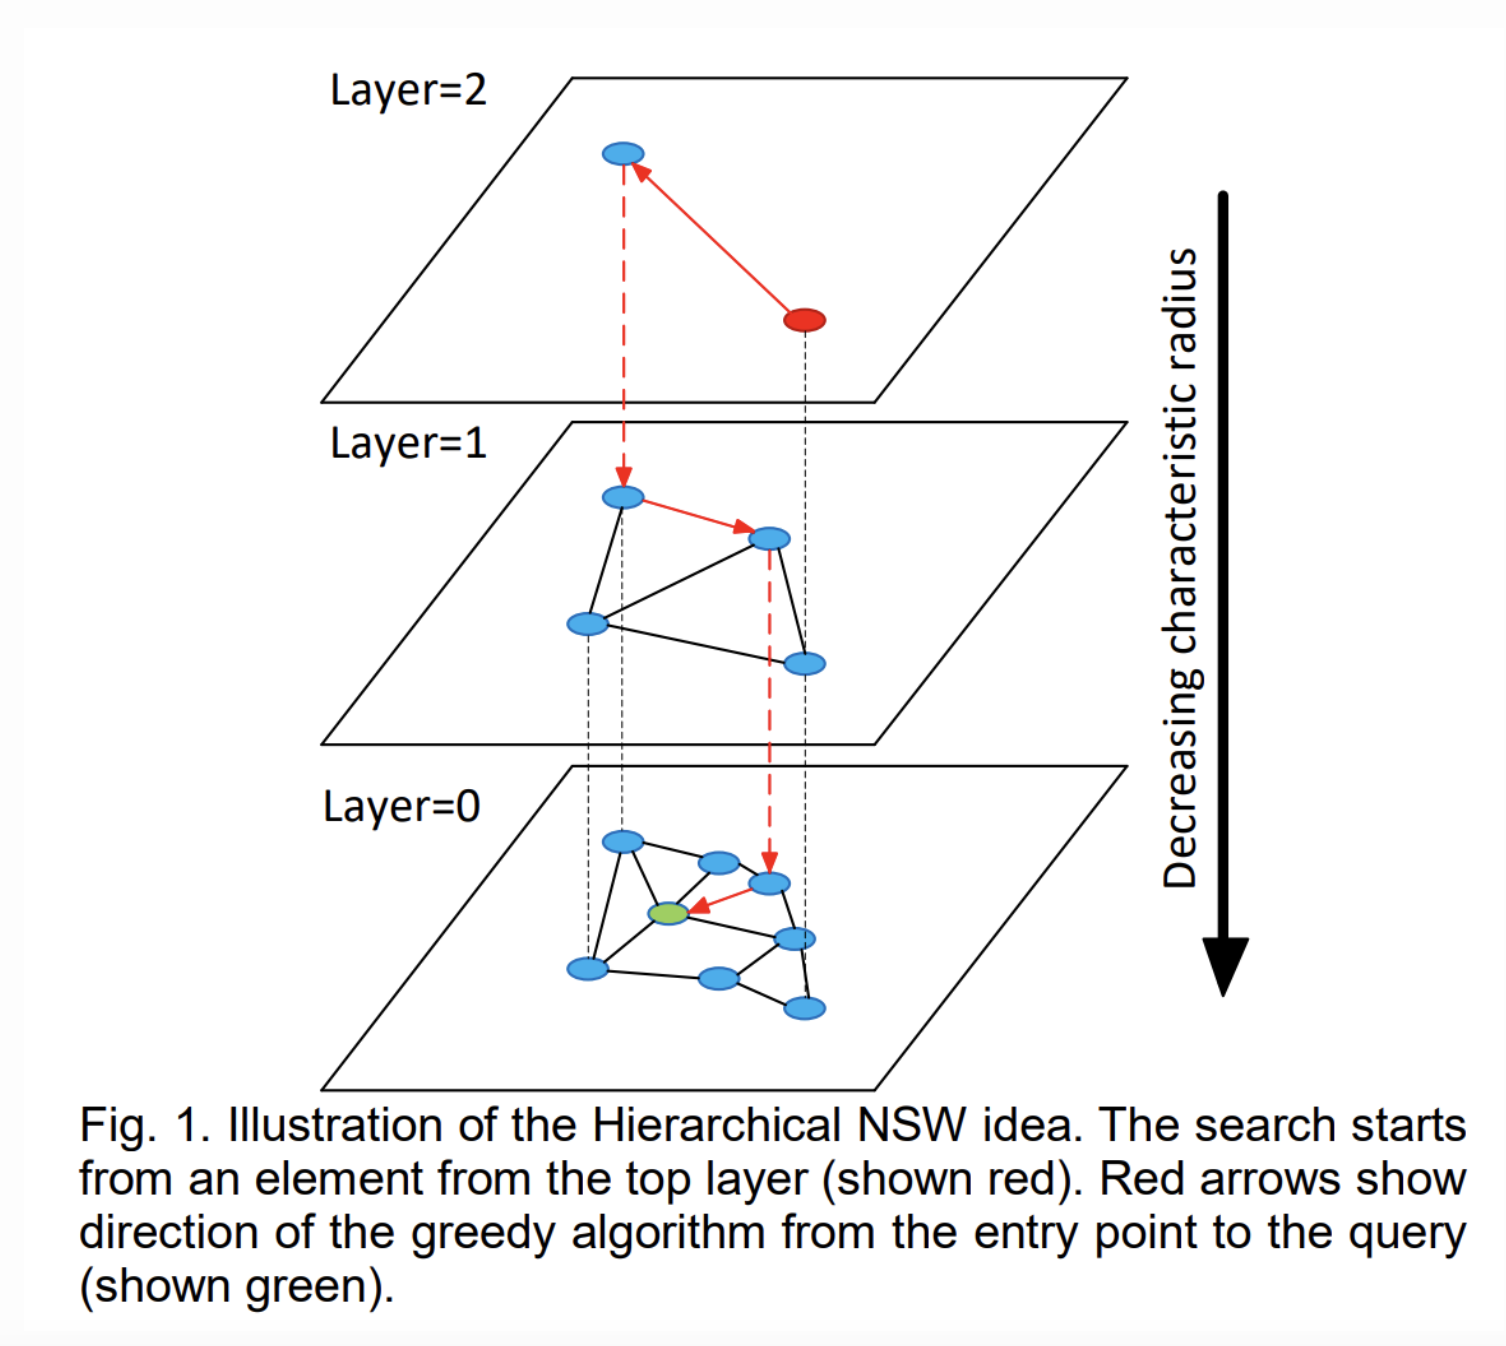 Layer=2
Layer=1
Layer=0
Decreasing characteristic radius
Fig. 1. Illustration of the Hierarchical NSW idea. The search starts
from an element from the top layer (shown red). Red arrows show
direction of the greedy algorithm from the entry point to the query
(shown green).